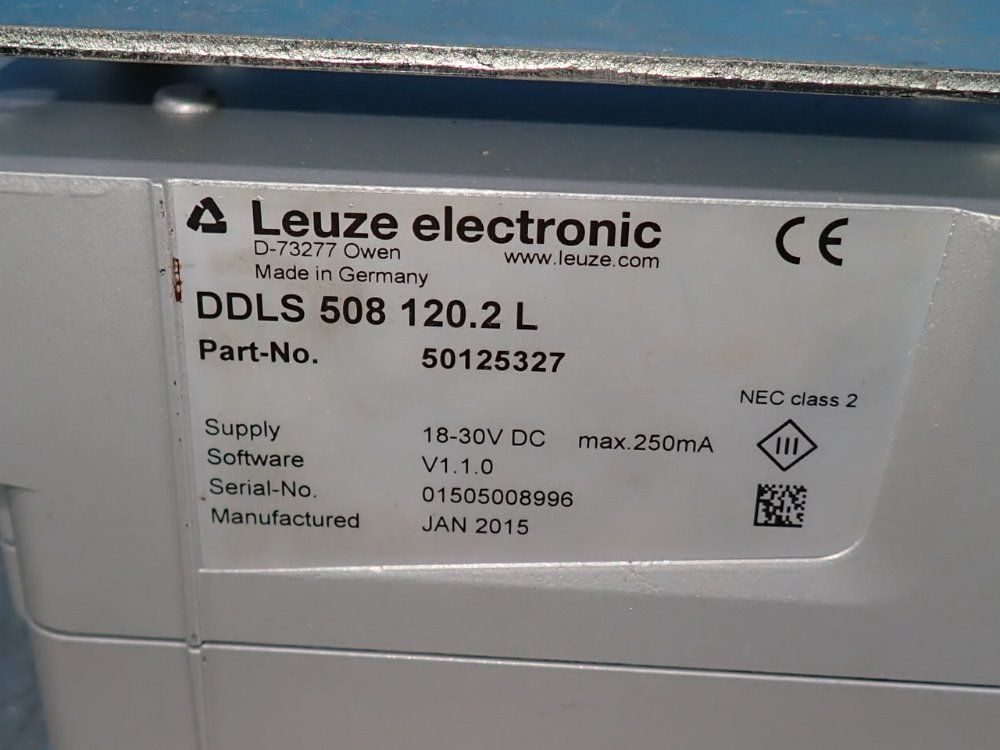 Leuze electronic
D-73277 Owen www.leuze.com
Made in Germany
CE
DDLS 508 120.2 L
Part-No. 50125327
NEC class 2
Supply 18-30V DC max.250mA
III
Software V1.1.0
Serial-No. 01505008996
Manufactured JAN 2015